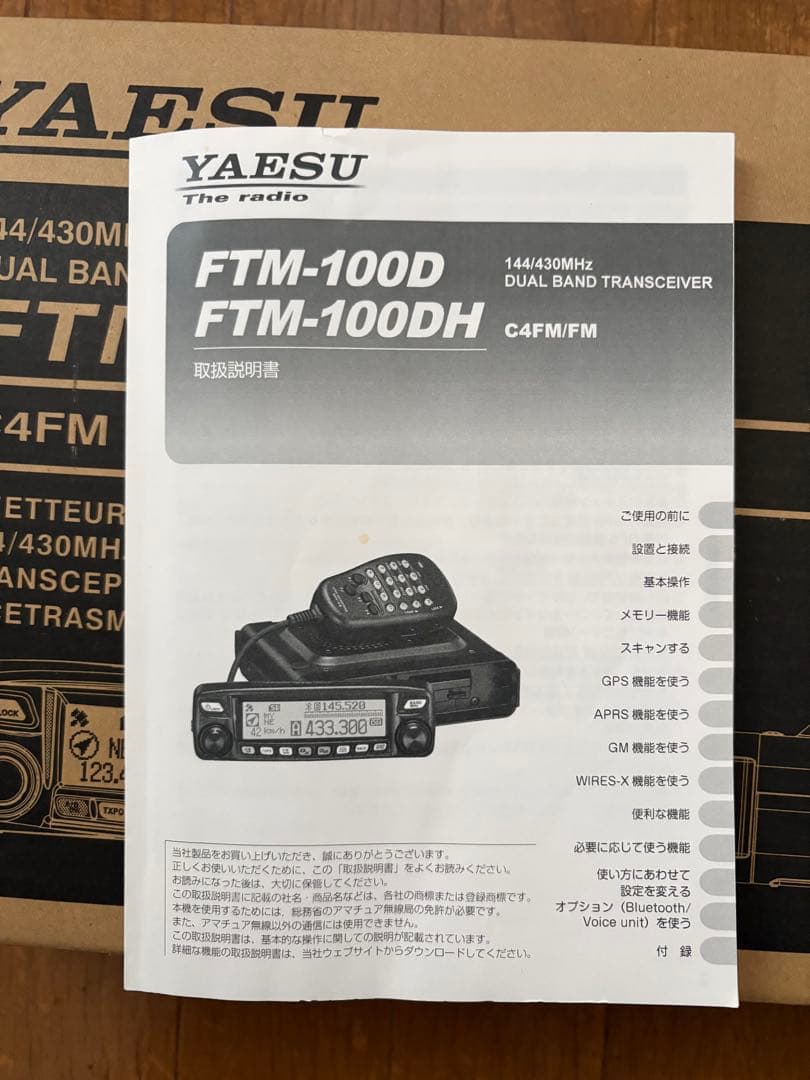 YAESU
YAESU
The radio
FTM-100D
FTM-100DH
144/430MHz
DUAL BAND TRANSCEIVER
C4FM/FM
取扱説明書
ご使用の前に
設置と接続
基本操作
メモリー機能
スキャンする
GPS 機能を使う
APRS 機能を使う
GM 機能を使う
WIRES-X 機能を使う
便利な機能
必要に応じて使う機能
使い方にあわせて
設定を変える
オプション（Bluetooth/
Voice unit）を使う
付 録
145.520
MY
NE
42 km/h
A 433.300
当社製品をお買い上げいただき、誠にありがとうございます。
正しくお使いいただくために、この「取扱説明書」をよくお読みください。
お読みになった後は、大切に保管してください。
この取扱説明書に記載の社名・商品名などは、各社の商標または登録商標です。
本機を使用するためには、総務省のアマチュア無線局の免許が必要です。
また、アマチュア無線以外の通信には使用できません。
この取扱説明書は、基本的な操作に関しての説明が記載されています。
詳細な機能の取扱説明書は、当社ウェブサイトからダウンロードしてください。
44/430M
UAL BAN
FT
C4FM
ETTEUR
/430MH
ANSCEP
CETRASM
LOCK
NE
123.4
TXPO